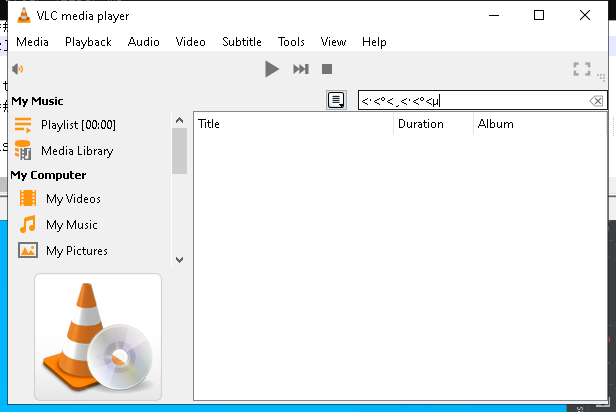 VLC media player
Media Playback Audio Video Subtitle Tools View Help
<·<°<¸<·<°<µ
My Music
Playlist [00:00]
Media Library
My Computer
My Videos
My Music
My Pictures
Title Duration Album